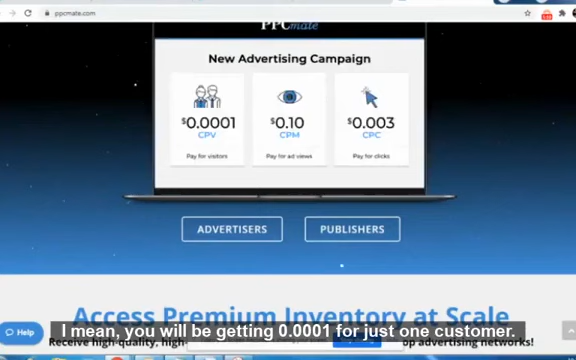 ppcmate.com
PPCmate
New Advertising Campaign
$0.0001 $0.10 $0.003
CPV CPM CPC
Pay for visitors Pay for ad views Pay for clicks
ADVERTISERS PUBLISHERS
Access Premium Inventory at Scale
Help
I mean, you will be getting 0.0001 for just one customer.
Receive high-quality, high- op advertising networks!